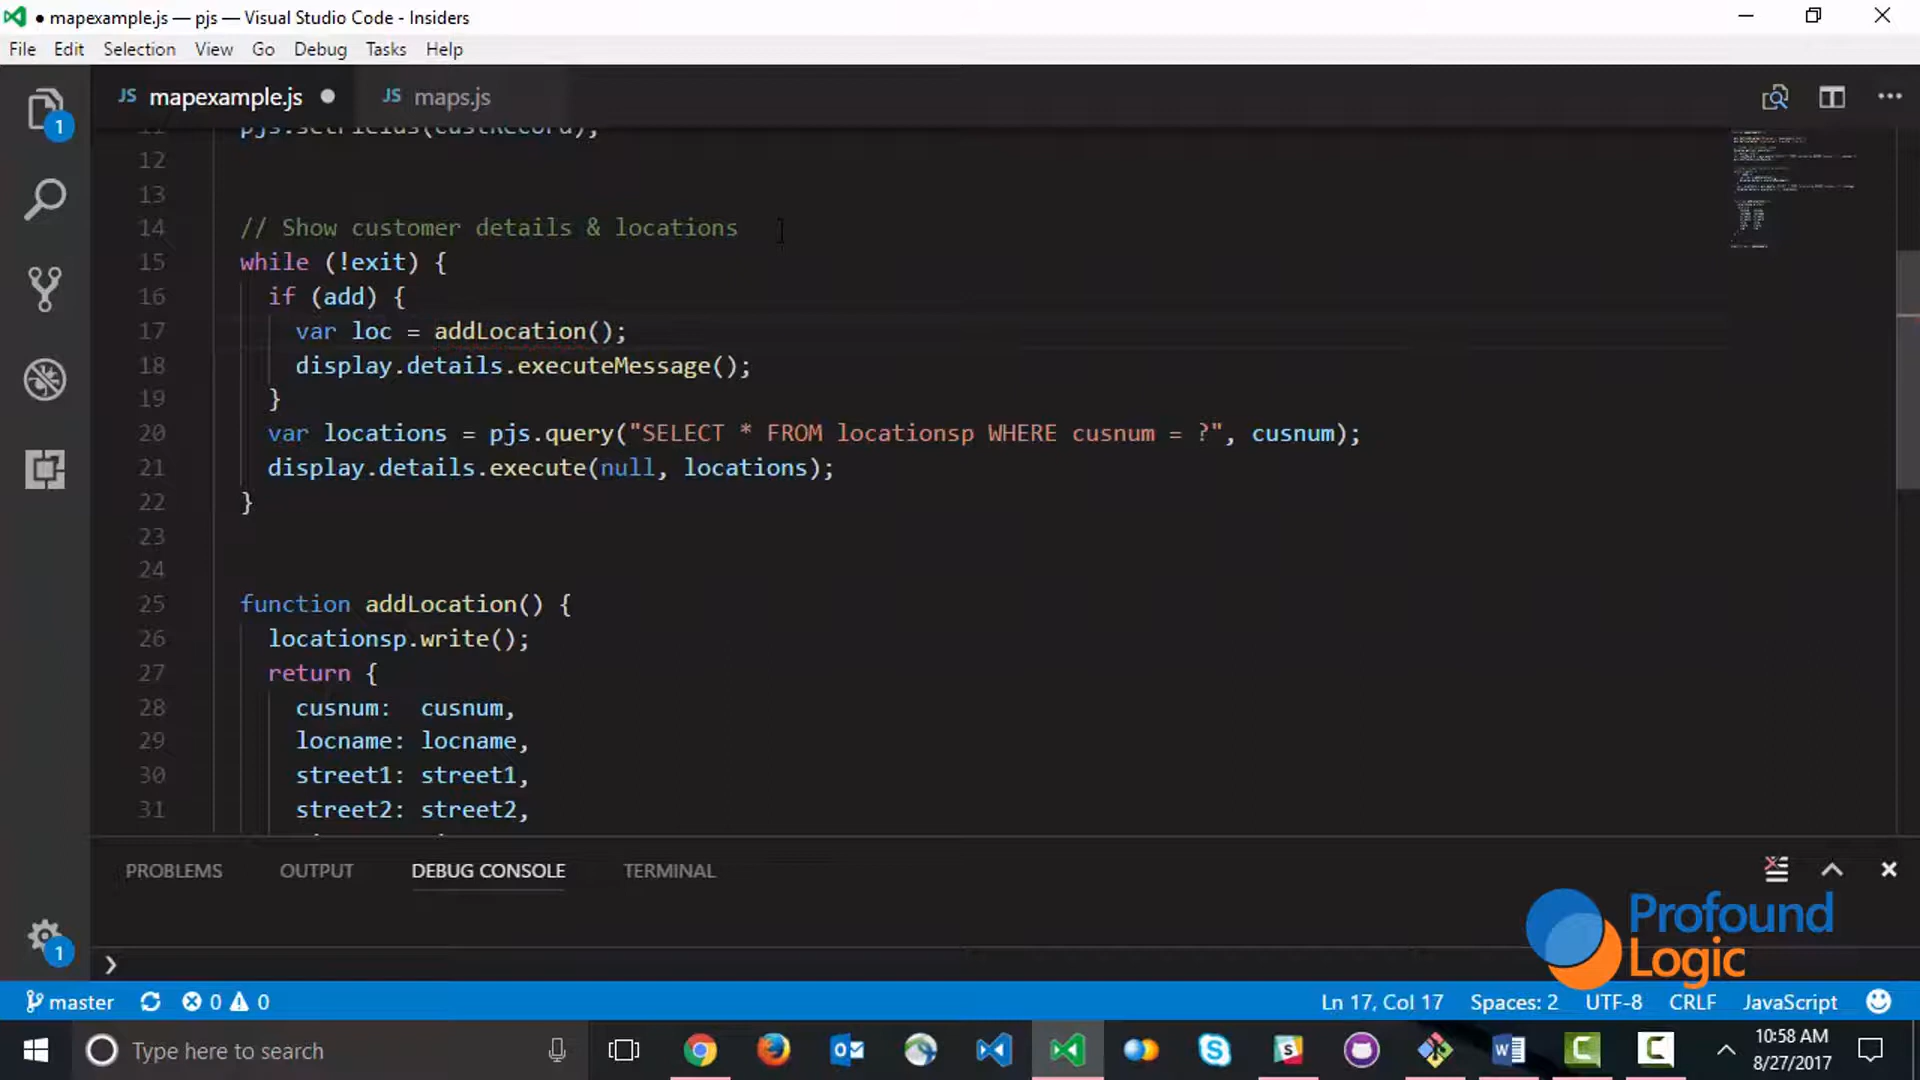 mapexample.js — pjs — Visual Studio Code - Insiders
File Edit Selection View Go Debug Tasks Help
JS mapexample.js JS maps.js
1
11 pjs.setFields(custRecord);
12
13
14 // Show customer details & locations
15 while (!exit) {
16 if (add) {
17 var loc = addLocation();
18 display.details.executeMessage();
19 }
20 var locations = pjs.query("SELECT * FROM locationsp WHERE cusnum = ?", cusnum);
21 display.details.execute(null, locations);
22 }
23
24
25 function addLocation() {
26 locationsp.write();
27 return {
28 cusnum: cusnum,
29 locname: locname,
30 street1: street1,
31 street2: street2,
PROBLEMS OUTPUT DEBUG CONSOLE TERMINAL
Profound
Logic
1
master 0 0 Ln 17, Col 17 Spaces: 2 UTF-8 CRLF JavaScript
Type here to search
10:58 AM
8/27/2017